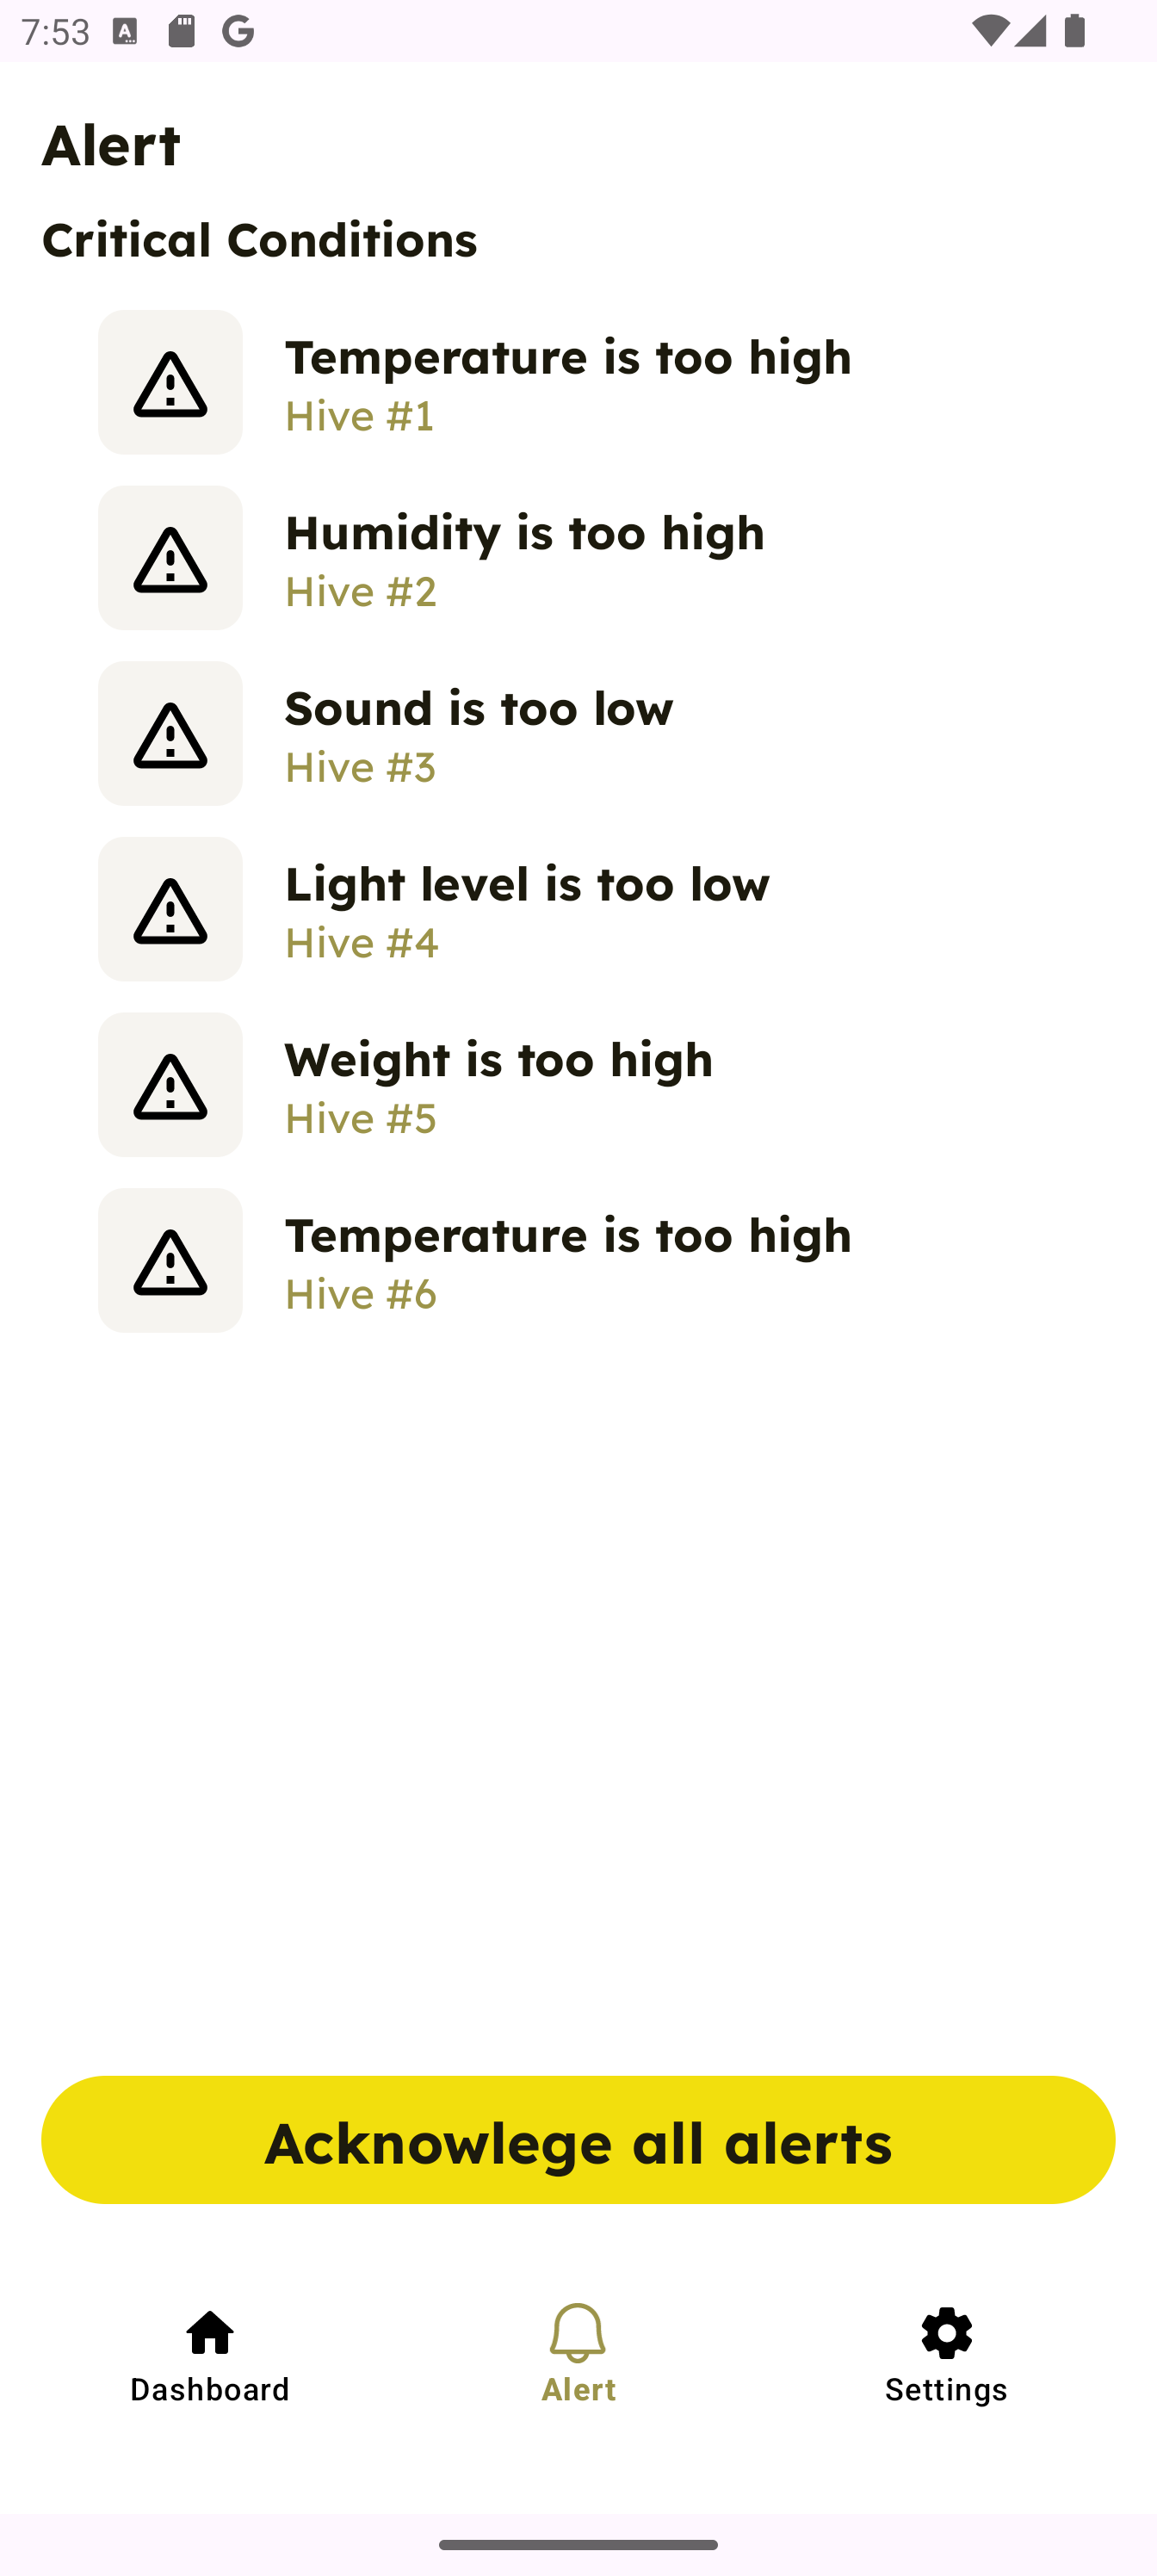 7:53
Alert
Critical Conditions
Temperature is too high
Hive #1
Humidity is too high
Hive #2
Sound is too low
Hive #3
Light level is too low
Hive #4
Weight is too high
Hive #5
Temperature is too high
Hive #6
Acknowlege all alerts
Dashboard
Alert
Settings